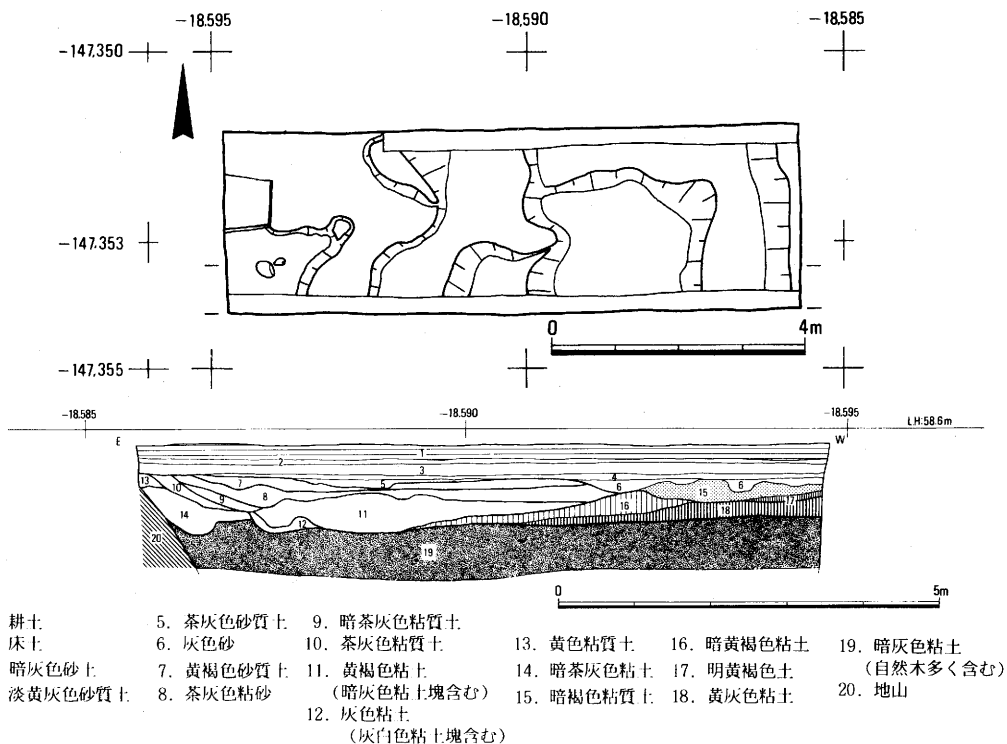 -18.595
-18,590
-18.585
-147.350
-147.353
-147.355
0 4m
-18.585
-18.590
-18.595
L.H:58.6m
E
W
1
2
3
4
5
6
6
7
8
9
10
11
12
13
14
15
16
17
18
19
20
0 5m
耕土
床土
暗灰色砂土
淡黄灰色砂質土
5. 茶灰色砂質土
6. 灰色砂
7. 黄褐色砂質土
8. 茶灰色粘砂
9. 暗茶灰色粘質土
10. 茶灰色粘質土
11. 黄褐色粘土
(暗灰色粘土塊含む)
12. 灰色粘土
(灰白色粘土塊含む)
13. 黄色粘質土
14. 暗茶灰色粘土
15. 暗褐色粘質土
16. 暗黄褐色粘土
17. 明黄褐色土
18. 黄灰色粘土
19. 暗灰色粘土
(自然木多く含む)
20. 地山